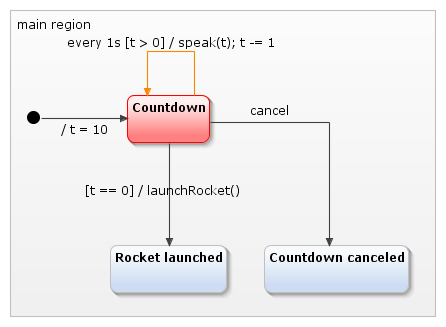 main region
every 1s [t > 0] / speak(t); t -= 1
Countdown
cancel
/ t = 10
[t == 0] / launchRocket()
Rocket launched
Countdown canceled